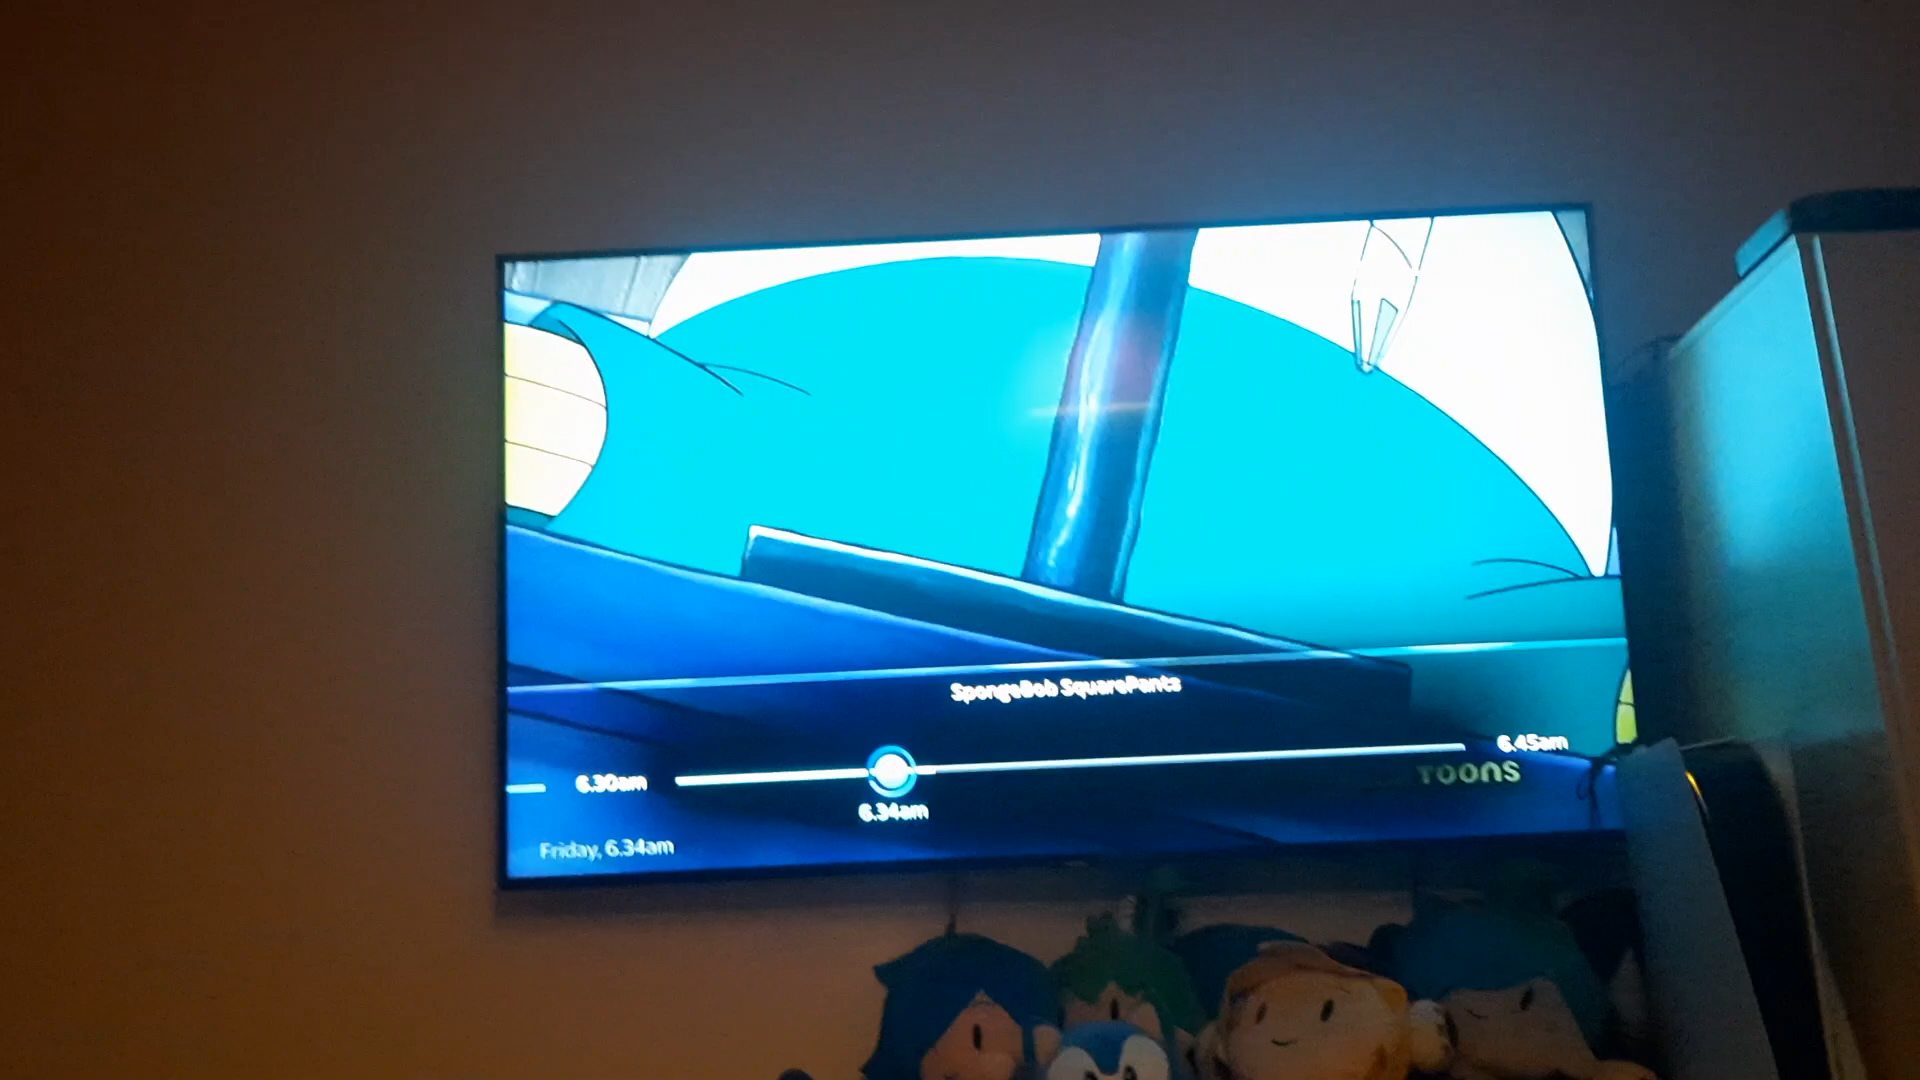 SpongeBob SquarePants
6.30am
6.45am
TOONS
6.34am
Friday, 6.34am